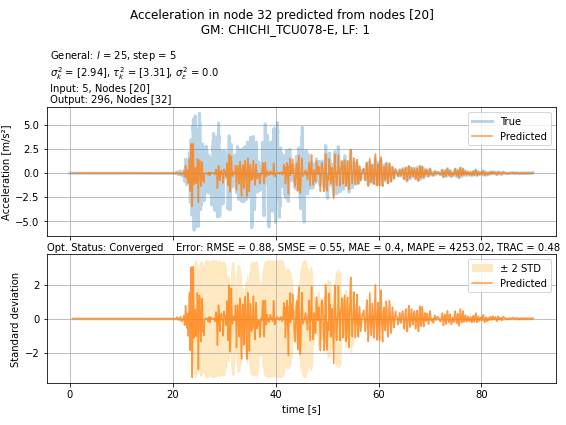 Acceleration in node 32 predicted from nodes [20]
GM: CHICHI_TCU078-E, LF: 1
General: l = 25, step = 5
σ²ₖ = [2.94], τ²ₖ = [3.31], σ²ε = 0.0
Input: 5, Nodes [20]
Output: 296, Nodes [32]
Acceleration [m/s²]
5.0
2.5
0.0
−2.5
−5.0
True
Predicted
Opt. Status: Converged Error: RMSE = 0.88, SMSE = 0.55, MAE = 0.4, MAPE = 4253.02, TRAC = 0.48
Standard deviation
2
0
−2
± 2 STD
Predicted
0 20 40 60 80
time [s]